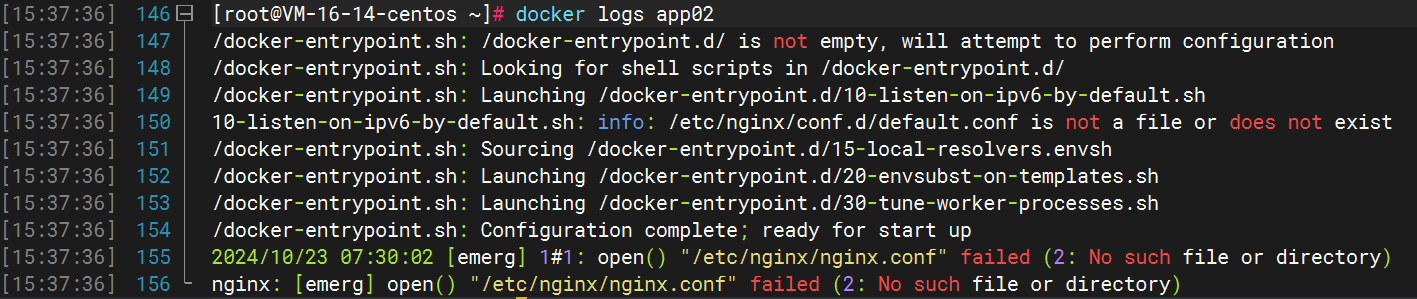 [15:37:36] 146 [root@VM-16-14-centos ~]# docker logs app02
[15:37:36] 147 /docker-entrypoint.sh: /docker-entrypoint.d/ is not empty, will attempt to perform configuration
[15:37:36] 148 /docker-entrypoint.sh: Looking for shell scripts in /docker-entrypoint.d/
[15:37:36] 149 /docker-entrypoint.sh: Launching /docker-entrypoint.d/10-listen-on-ipv6-by-default.sh
[15:37:36] 150 10-listen-on-ipv6-by-default.sh: info: /etc/nginx/conf.d/default.conf is not a file or does not exist
[15:37:36] 151 /docker-entrypoint.sh: Sourcing /docker-entrypoint.d/15-local-resolvers.envsh
[15:37:36] 152 /docker-entrypoint.sh: Launching /docker-entrypoint.d/20-envsubst-on-templates.sh
[15:37:36] 153 /docker-entrypoint.sh: Launching /docker-entrypoint.d/30-tune-worker-processes.sh
[15:37:36] 154 /docker-entrypoint.sh: Configuration complete; ready for start up
[15:37:36] 155 2024/10/23 07:30:02 [emerg] 1#1: open() "/etc/nginx/nginx.conf" failed (2: No such file or directory)
[15:37:36] 156 nginx: [emerg] open() "/etc/nginx/nginx.conf" failed (2: No such file or directory)